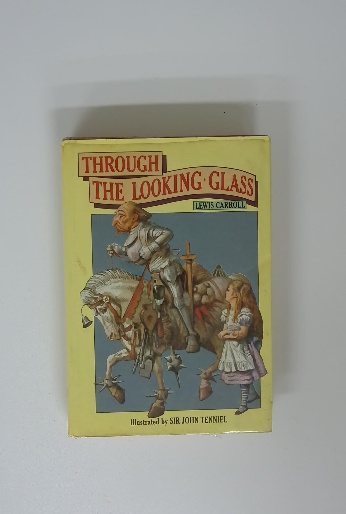 THROUGH
THE LOOKING-GLASS
LEWIS CARROLL
Illustrated by SIR JOHN TENNIEL